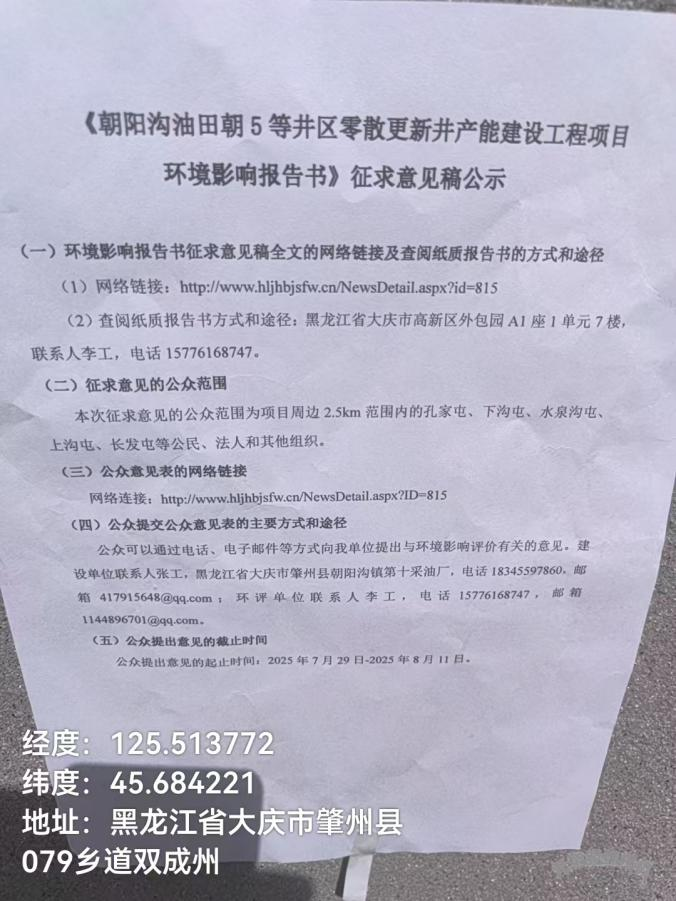 《朝阳沟油田朝5等井区零散更新井产能建设工程项目
环境影响报告书》征求意见稿公示
（一）环境影响报告书征求意见稿全文的网络链接及查阅纸质报告书的方式和途径
（1）网络链接：http://www.hljhbjsfw.cn/NewsDetail.aspx?id=815
（2）查阅纸质报告书方式和途径：黑龙江省大庆市高新区外包园 A1 座 1 单元 7 楼，
联系人李工，电话 15776168747。
（二）征求意见的公众范围
本次征求意见的公众范围为项目周边 2.5km 范围内的孔家屯、下沟屯、水泉沟屯、
上沟屯、长发屯等公民、法人和其他组织。
（三）公众意见表的网络链接
网络连接：http://www.hljhbjsfw.cn/NewsDetail.aspx?ID=815
（四）公众提交公众意见表的主要方式和途径
公众可以通过电话、电子邮件等方式向我单位提出与环境影响评价有关的意见。建
设单位联系人张工，黑龙江省大庆市肇州县朝阳沟镇第十采油厂，电话 18345597860，邮
箱 417915648@qq.com；环评单位联系人李工，电话 15776168747，邮箱
1144896701@qq.com。
（五）公众提出意见的截止时间
公众提出意见的起止时间：2025 年 7 月 29 日-2025 年 8 月 11 日。
经度：125.513772
纬度：45.684221
地址：黑龙江省大庆市肇州县
079乡道双成州